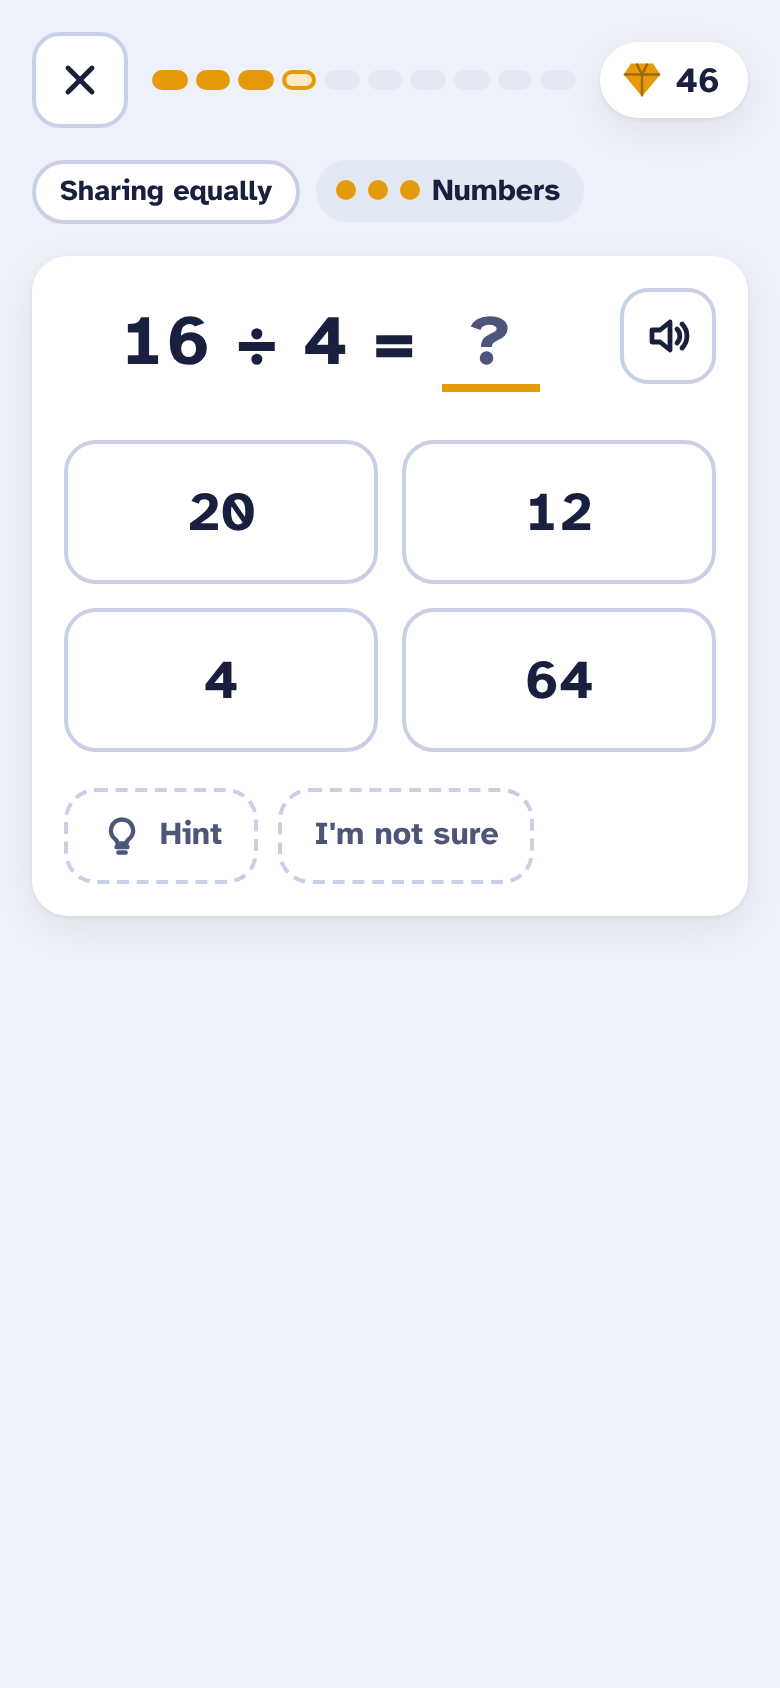 46
Sharing equally
Numbers
16 ÷ 4 = ?
20
12
4
64
Hint
I'm not sure